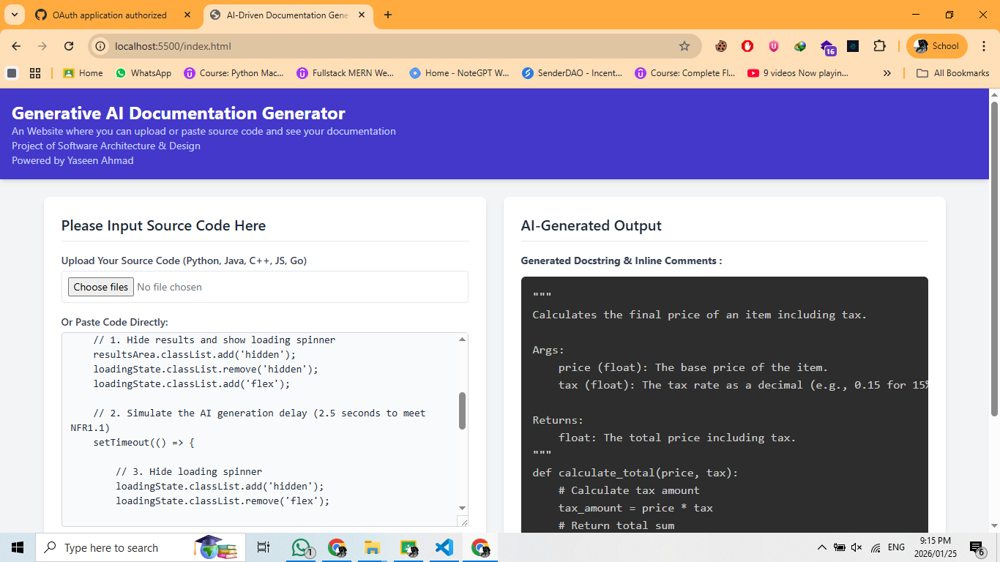 OAuth application authorized
AI-Driven Documentation Gene
localhost:5500/index.html
16
School
Home
WhatsApp
Course: Python Mac...
Fullstack MERN We...
Home - NoteGPT W...
SenderDAO - Incent...
Course: Complete Fl...
9 videos Now playin...
All Bookmarks
Generative AI Documentation Generator
An Website where you can upload or paste source code and see your documentation
Project of Software Architecture & Design
Powered by Yaseen Ahmad
Please Input Source Code Here
Upload Your Source Code (Python, Java, C++, JS, Go)
Choose files No file chosen
Or Paste Code Directly:
// 1. Hide results and show loading spinner
resultsArea.classList.add('hidden');
loadingState.classList.remove('hidden');
loadingState.classList.add('flex');
// 2. Simulate the AI generation delay (2.5 seconds to meet
NFR1.1)
setTimeout(() => {
// 3. Hide loading spinner
loadingState.classList.add('hidden');
loadingState.classList.remove('flex');
AI-Generated Output
Generated Docstring & Inline Comments :
"""
Calculates the final price of an item including tax.
Args:
price (float): The base price of the item.
tax (float): The tax rate as a decimal (e.g., 0.15 for 15%
Returns:
float: The total price including tax.
"""
def calculate_total(price, tax):
# Calculate tax amount
tax_amount = price * tax
# Return total sum
Type here to search
1
ENG
9:15 PM
2026/01/25
6